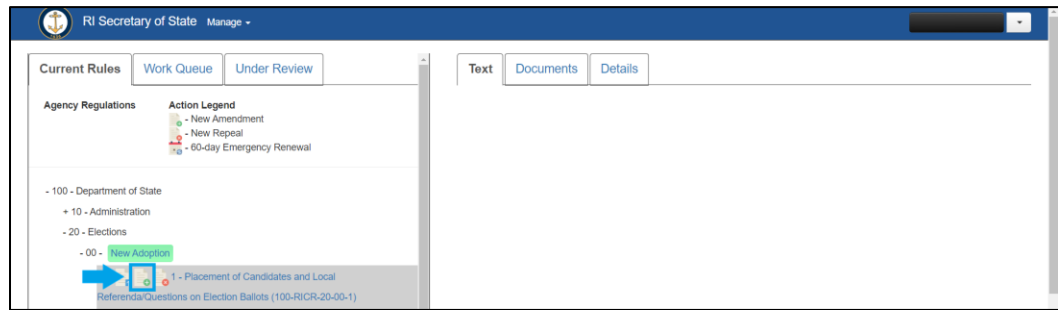 RI Secretary of State Manage
Current Rules Work Queue Under Review
Text Documents Details
Agency Regulations
Action Legend
- New Amendment
- New Repeal
- 60-day Emergency Renewal
- 100 - Department of State
+ 10 - Administration
- 20 - Elections
- 00 - New Adoption
1 - Placement of Candidates and Local
Referenda/Questions on Election Ballots (100-RICR-20-00-1)